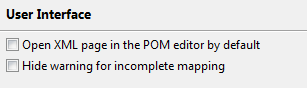 User Interface
Open XML page in the POM editor by default
Hide warning for incomplete mapping